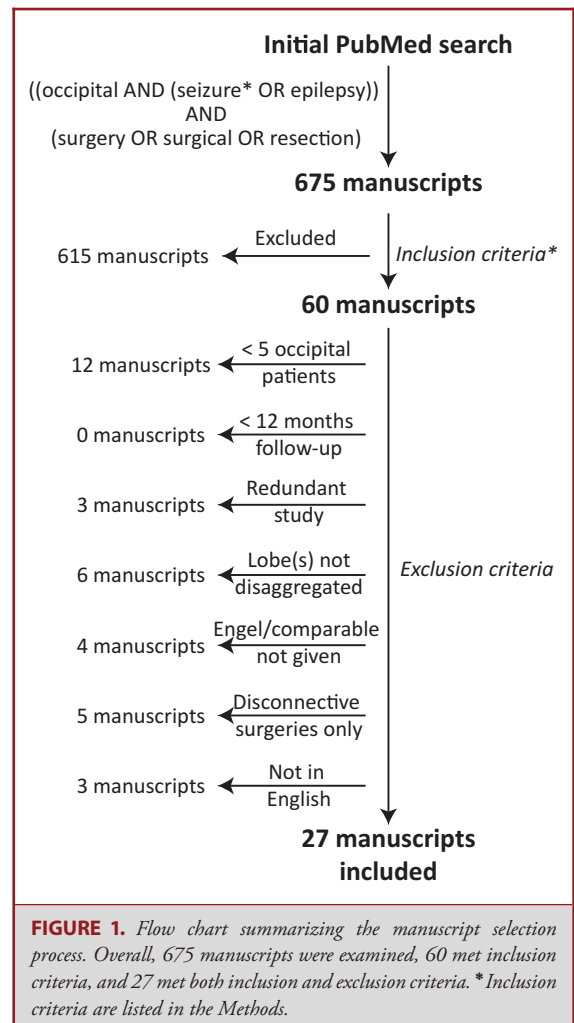 Initial PubMed search
((occipital AND (seizure* OR epilepsy))
AND
(surgery OR surgical OR resection)
675 manuscripts
615 manuscripts
Excluded
Inclusion criteria*
60 manuscripts
12 manuscripts
< 5 occipital
patients
0 manuscripts
< 12 months
follow-up
3 manuscripts
Redundant
study
6 manuscripts
Lobe(s) not
disaggregated
Exclusion criteria
4 manuscripts
Engel/comparable
not given
5 manuscripts
Disconnective
surgeries only
3 manuscripts
Not in
English
27 manuscripts
included
FIGURE 1. Flow chart summarizing the manuscript selection
process. Overall, 675 manuscripts were examined, 60 met inclusion
criteria, and 27 met both inclusion and exclusion criteria. * Inclusion
criteria are listed in the Methods.